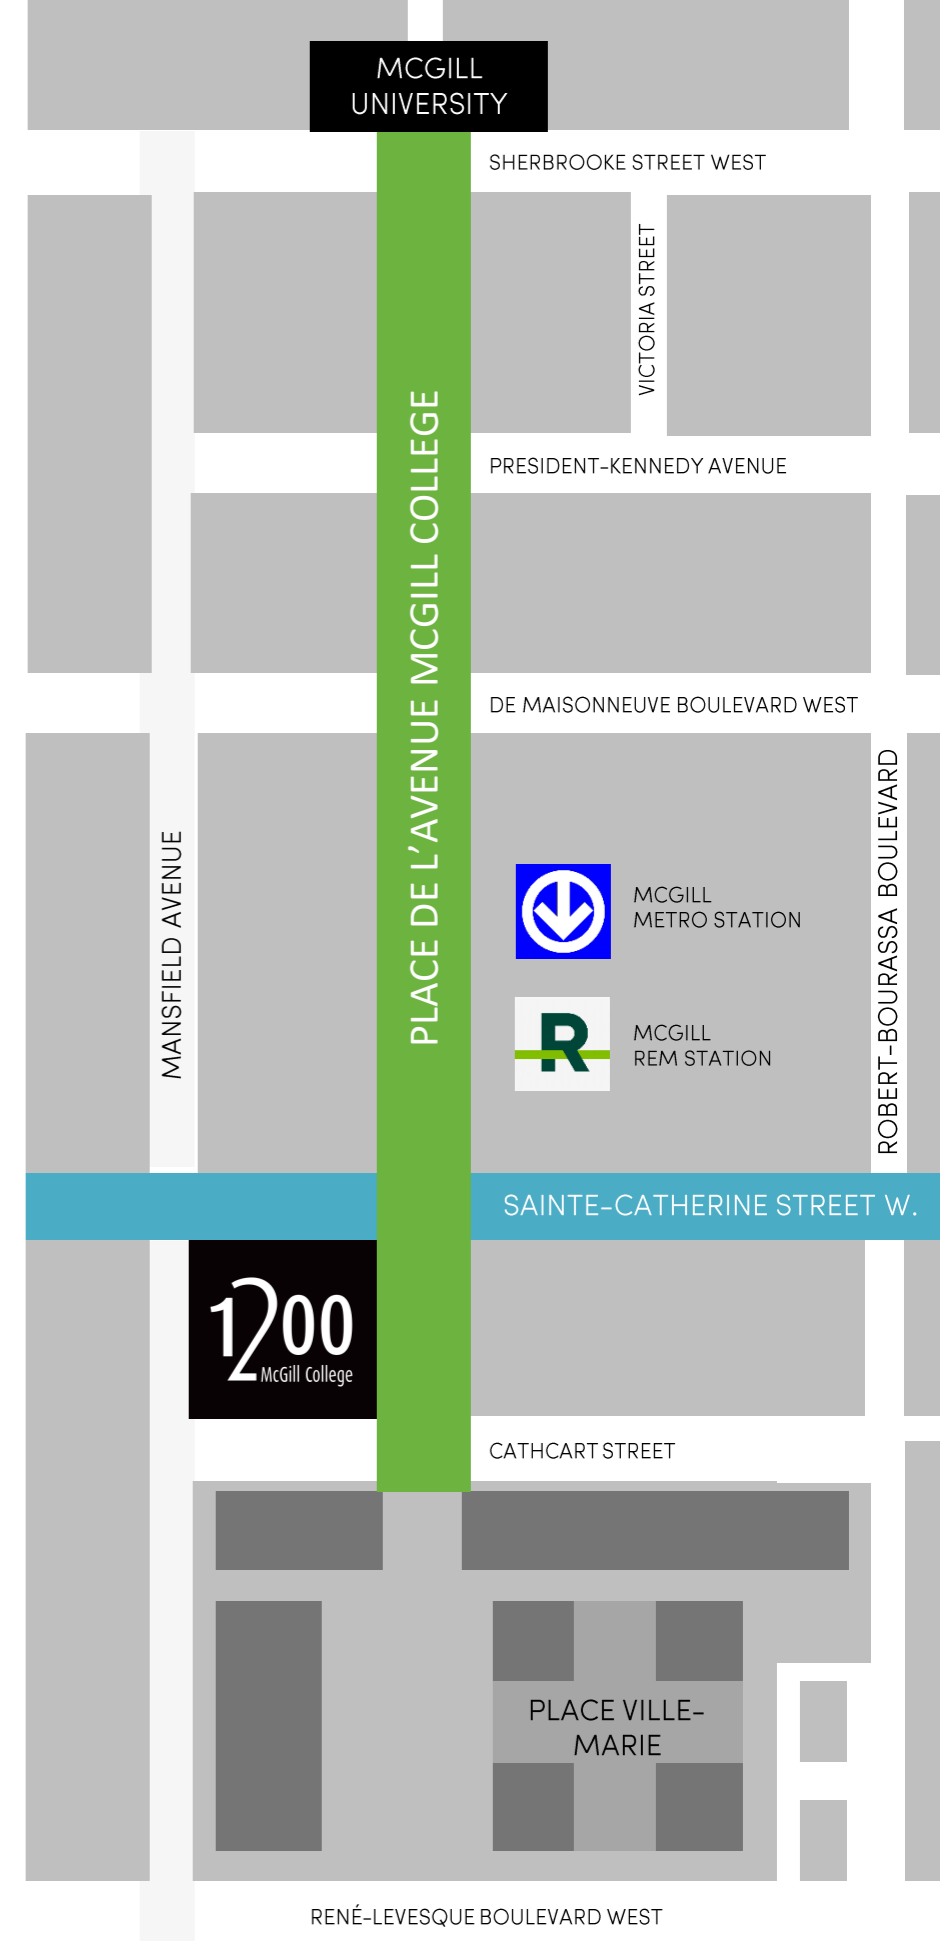 MCGILL
UNIVERSITY
SHERBROOKE STREET WEST
VICTORIA STREET
PRESIDENT-KENNEDY AVENUE
PLACE DE L'AVENUE MCGILL COLLEGE
DE MAISONNEUVE BOULEVARD WEST
MANSFIELD AVENUE
ROBERT-BOURASSA BOULEVARD
MCGILL
METRO STATION
R
MCGILL
REM STATION
SAINTE-CATHERINE STREET W.
1200
McGill College
CATHCART STREET
PLACE VILLE-
MARIE
RENÉ-LEVESQUE BOULEVARD WEST